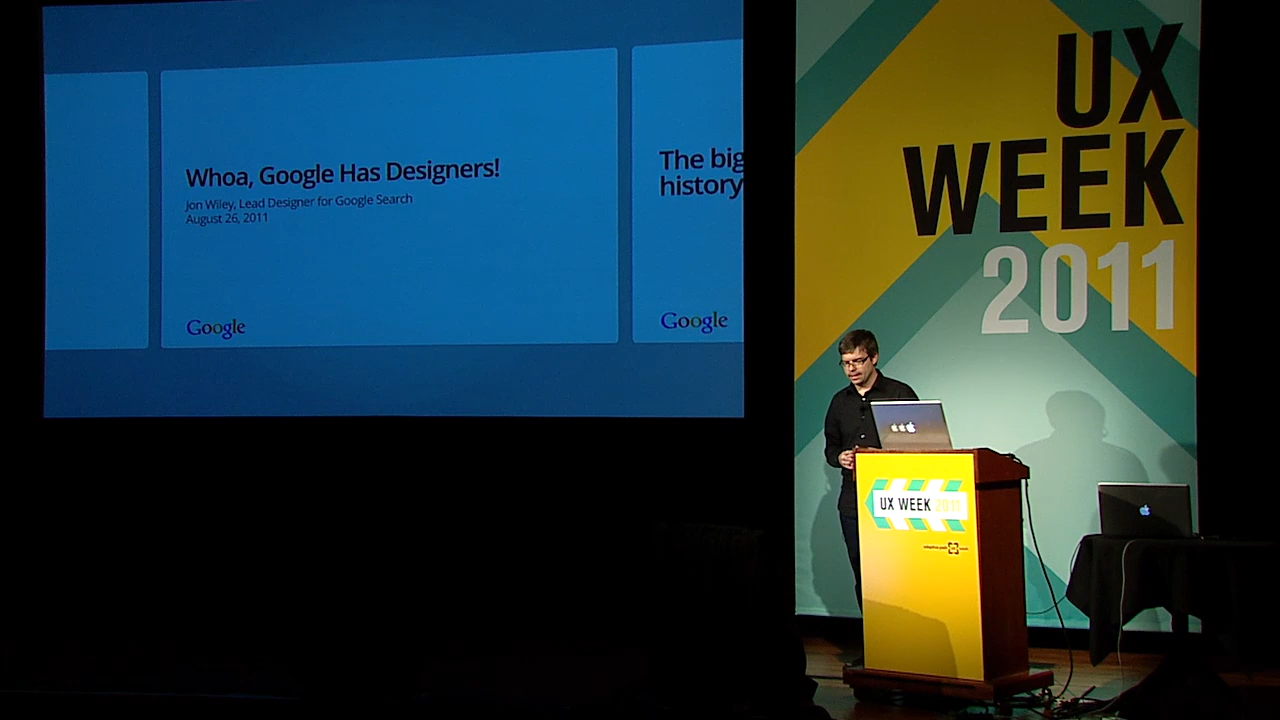 Whoa, Google Has Designers!
Jon Wiley, Lead Designer for Google Search
August 26, 2011
Google
The big
history
Google
UX
WEEK
2011
UX WEEK 2011